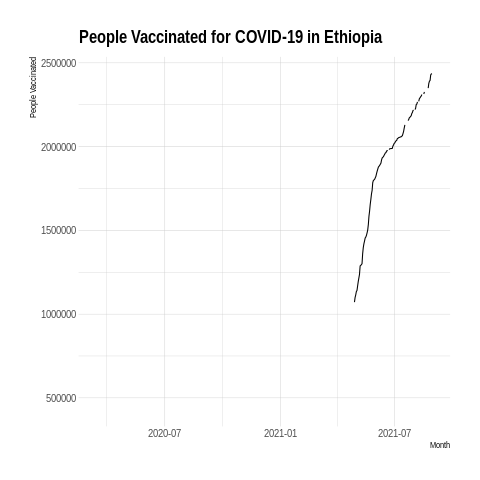 People Vaccinated for COVID-19 in Ethiopia
People Vaccinated
2500000
2000000
1500000
1000000
500000
2020-07
2021-01
2021-07
Month